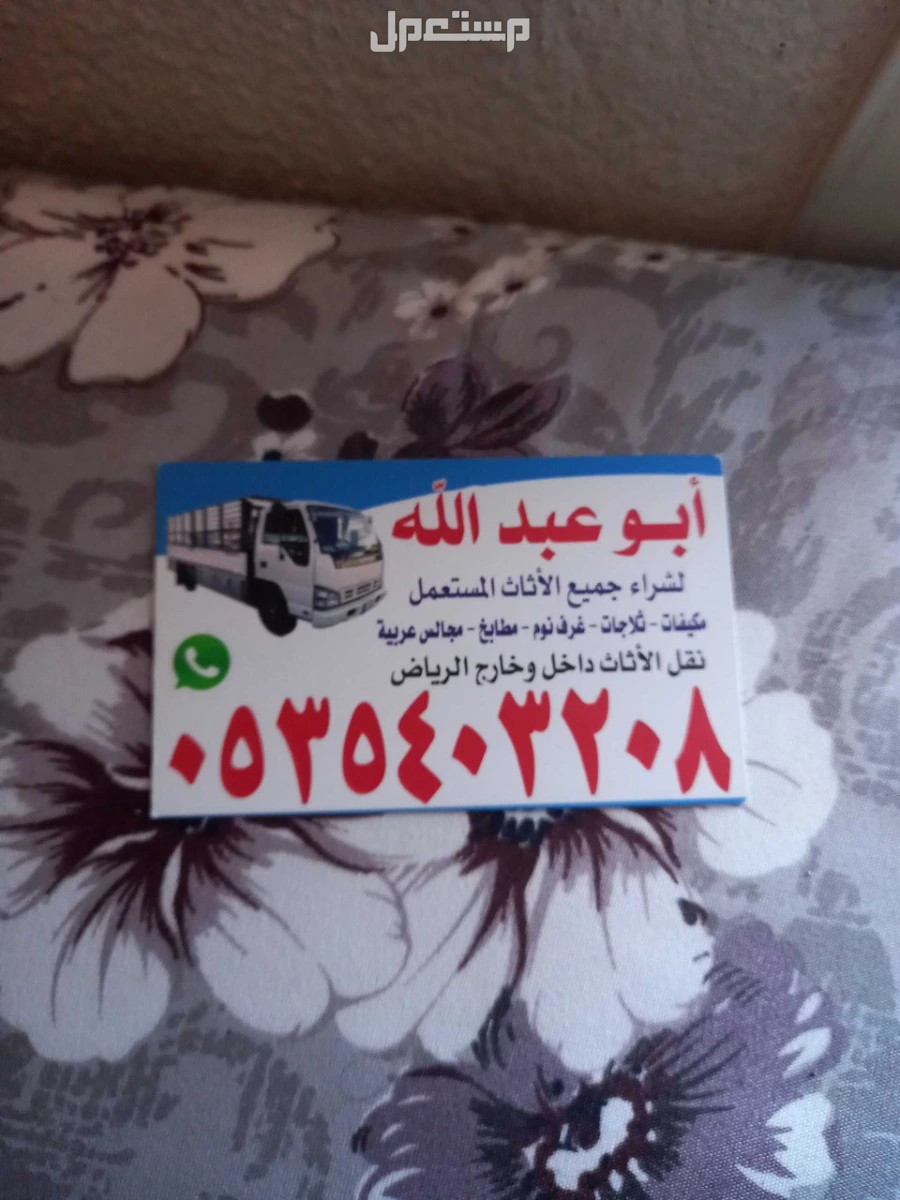 مستعمل
أبو عبد الله
لشراء جميع الأثاث المستعمل
مكيفات - ثلاجات - غرف نوم - مطابخ - مجالس عربية
نقل الأثاث داخل وخارج الرياض
٠٥٣٥٤٠٣٢٠٨